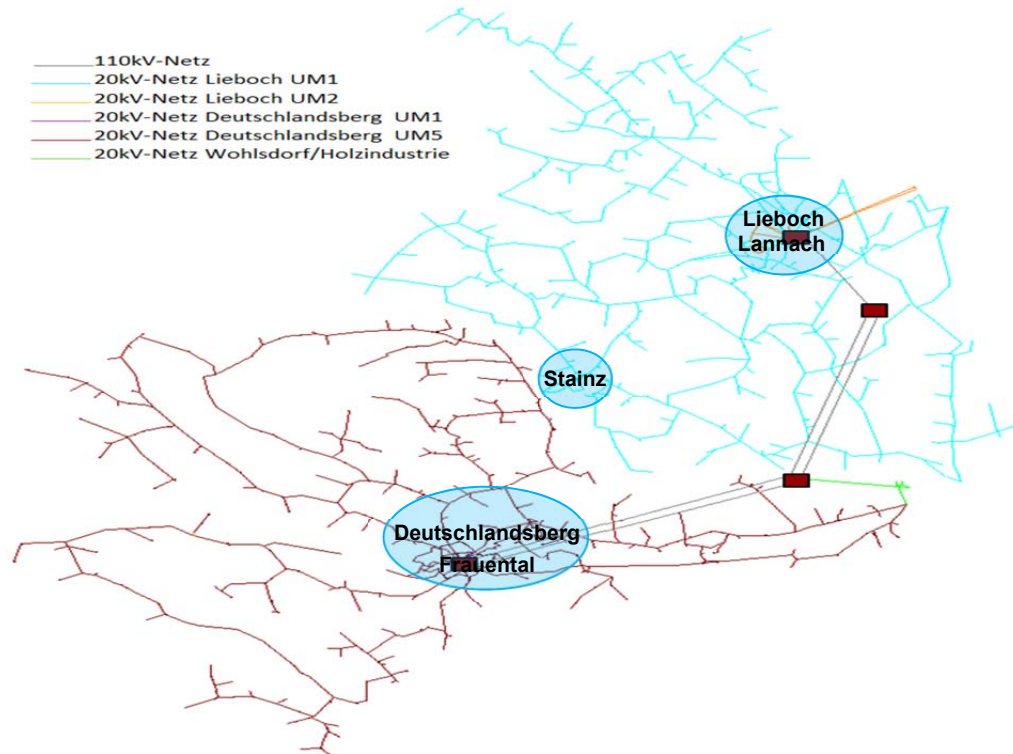 110kV-Netz
20kV-Netz Lieboch UM1
20kV-Netz Lieboch UM2
20kV-Netz Deutschlandsberg UM1
20kV-Netz Deutschlandsberg UM5
20kV-Netz Wohlsdorf/Holzindustrie
Lieboch
Lannach
Stainz
Deutschlandsberg
Frauental